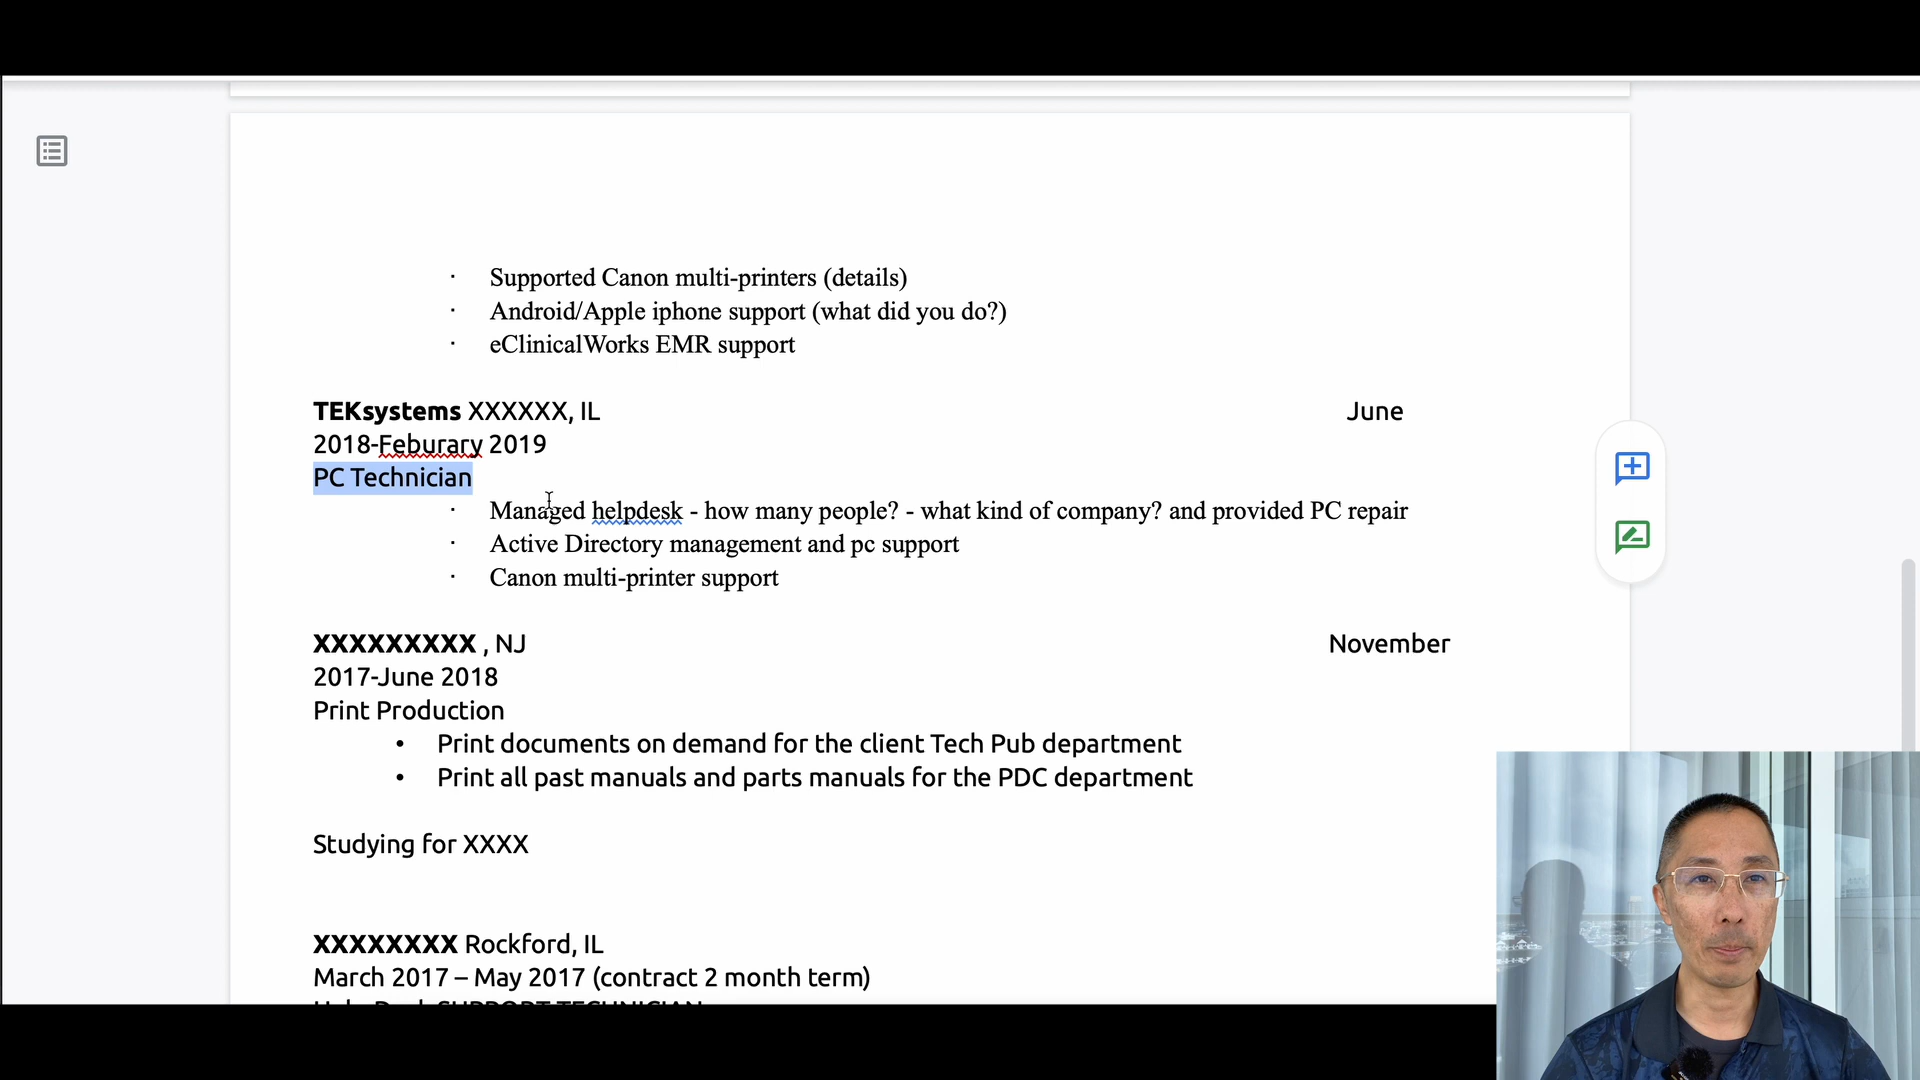 · Supported Canon multi-printers (details)
· Android/Apple iphone support (what did you do?)
· eClinicalWorks EMR support
TEKsystems XXXXXX, IL June
2018-Feburary 2019
PC Technician
· Managed helpdesk - how many people? - what kind of company? and provided PC repair
· Active Directory management and pc support
· Canon multi-printer support
XXXXXXXXX , NJ November
2017-June 2018
Print Production
• Print documents on demand for the client Tech Pub department
• Print all past manuals and parts manuals for the PDC department
Studying for XXXX
XXXXXXXX Rockford, IL
March 2017 – May 2017 (contract 2 month term)
Help Desk SUPPORT TECHNICIAN